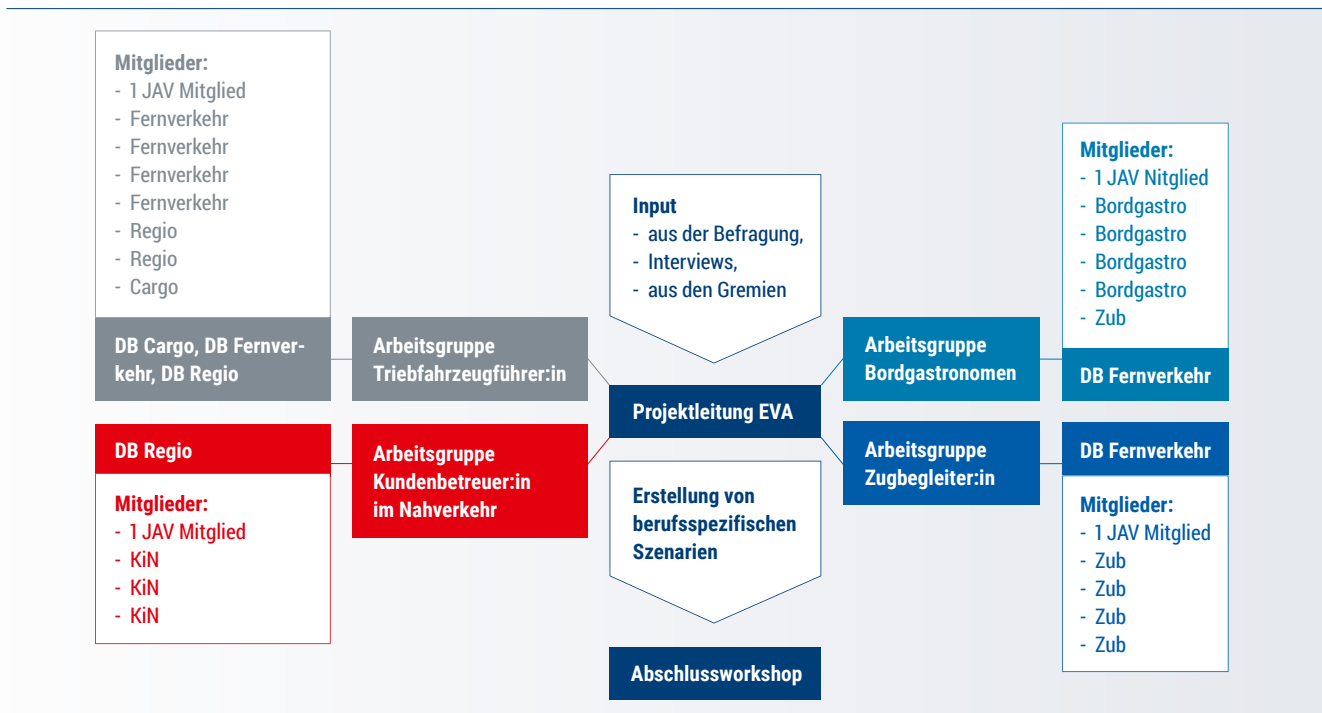 Mitglieder:
- 1 JAV Mitglied
- Fernverkehr
- Fernverkehr
- Fernverkehr
- Fernverkehr
- Regio
- Regio
- Cargo
DB Cargo, DB Fernver-
kehr, DB Regio
Arbeitsgruppe
Triebfahrzeugführer:in
DB Regio
Mitglieder:
- 1 JAV Mitglied
- KiN
- KiN
- KiN
Arbeitsgruppe
Kundenbetreuer:in
im Nahverkehr
Input
- aus der Befragung,
- Interviews,
- aus den Gremien
Projektleitung EVA
Erstellung von
berufsspezifischen
Szenarien
Abschlussworkshop
Arbeitsgruppe
Bordgastronomen
Mitglieder:
- 1 JAV Nitglied
- Bordgastro
- Bordgastro
- Bordgastro
- Bordgastro
- Zub
DB Fernverkehr
Arbeitsgruppe
Zugbegleiter:in
DB Fernverkehr
Mitglieder:
- 1 JAV Mitglied
- Zub
- Zub
- Zub
- Zub